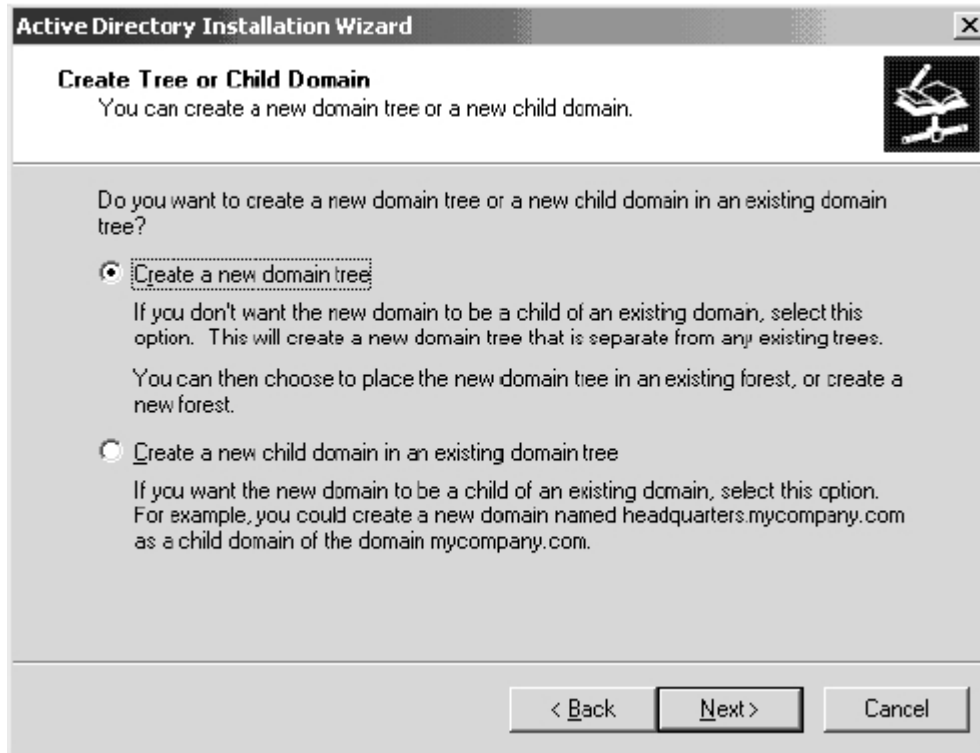 Active Directory Installation Wizard
Create Tree or Child Domain
You can create a new domain tree or a new child domain.
Do you want to create a new domain tree or a new child domain in an existing domain
tree?
Create a new domain tree
If you don't want the new domain to be a child of an existing domain, select this
option. This will create a new domain tree that is separate from any existing trees.
You can then choose to place the new domain tree in an existing forest, or create a
new forest.
Create a new child domain in an existing domain tree
If you want the new domain to be a child of an existing domain, select this option.
For example, you could create a new domain named headquarters.mycompany.com
as a child domain of the domain mycompany.com.
< Back
Next >
Cancel